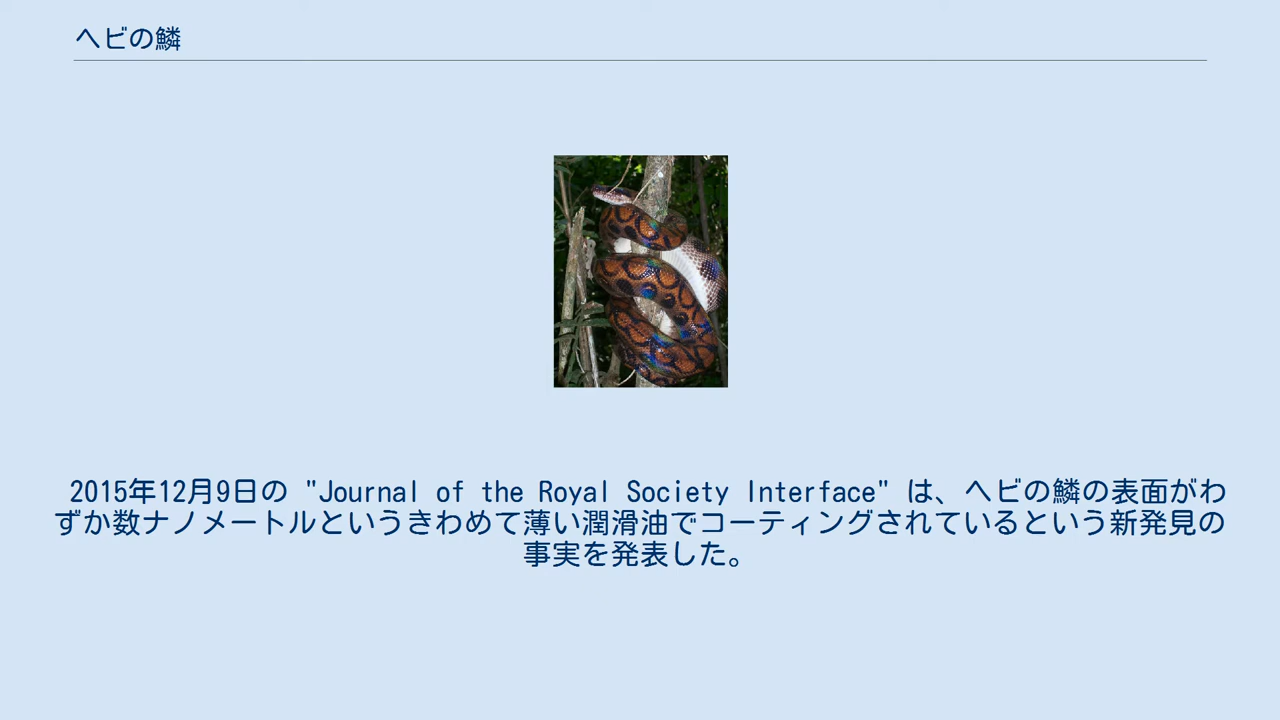 ヘビの鱗
2015年12月9日の "Journal of the Royal Society Interface" は、ヘビの鱗の表面がわ
ずか数ナノメートルというきわめて薄い潤滑油でコーティングされているという新発見の
事実を発表した。